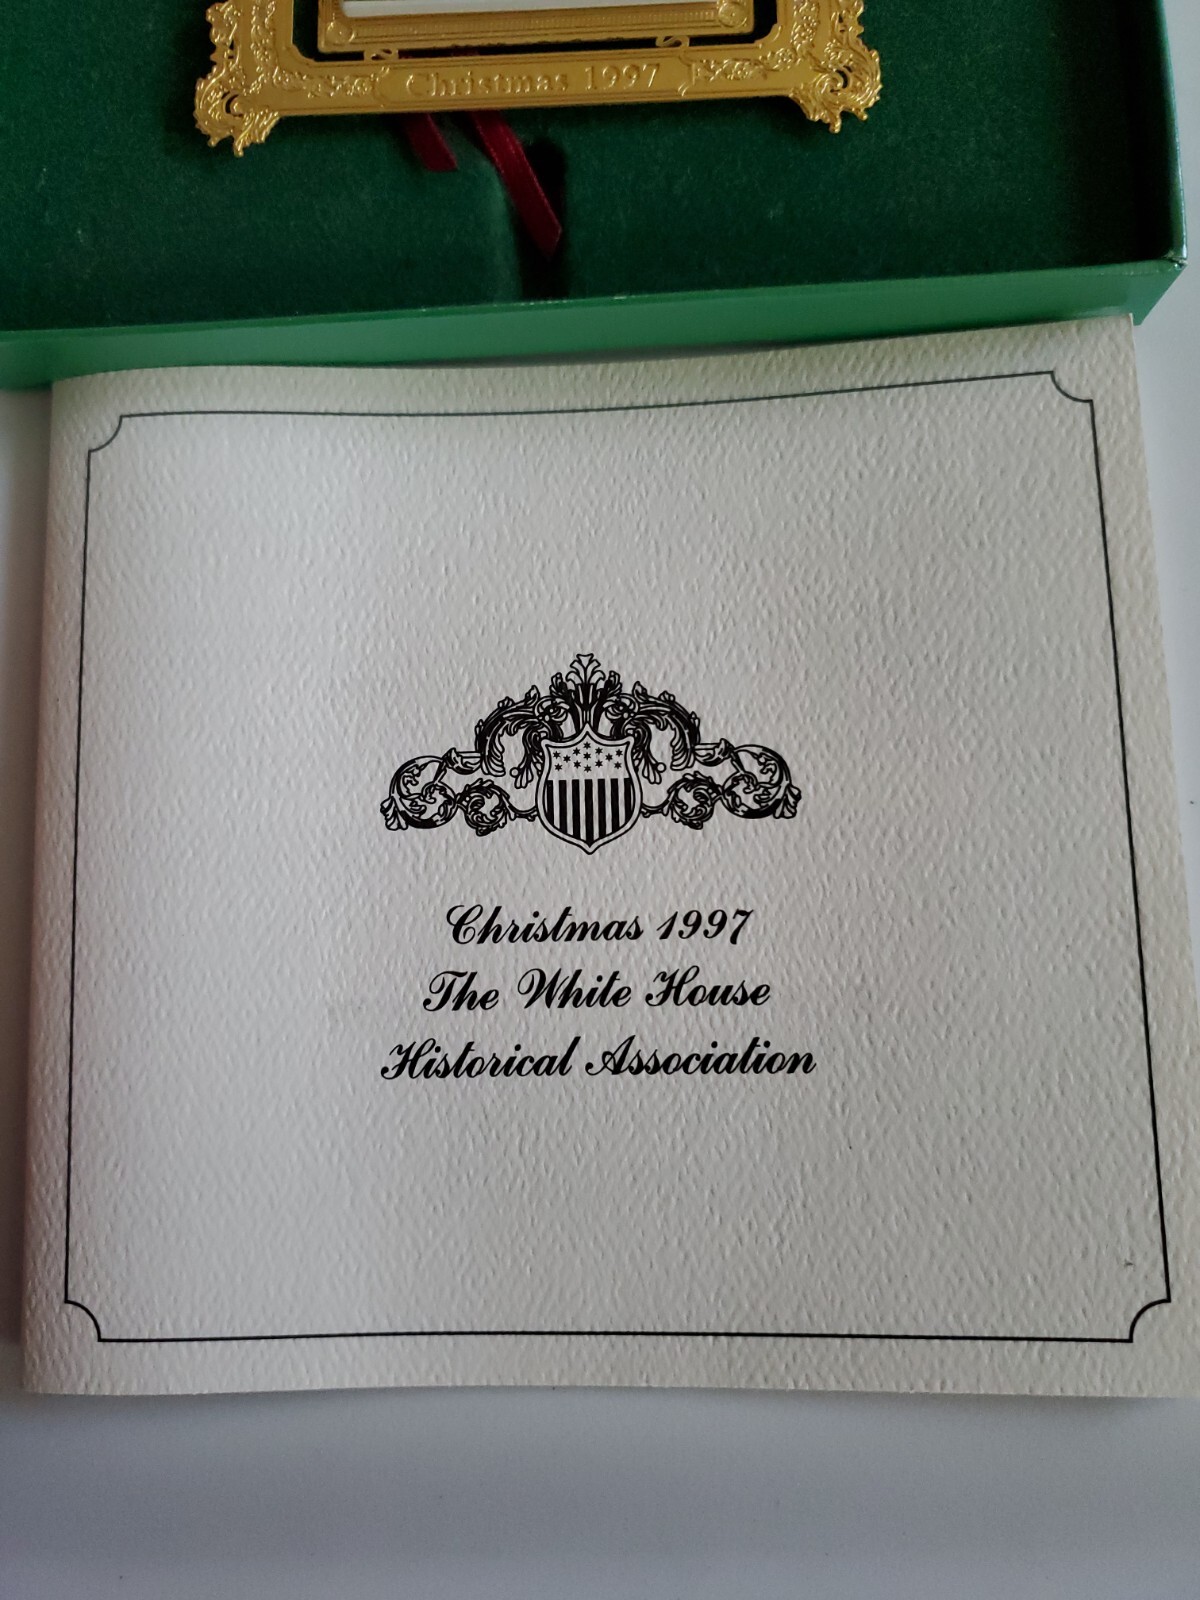 Christmas 1997
Christmas 1997
The White House
Historical Association